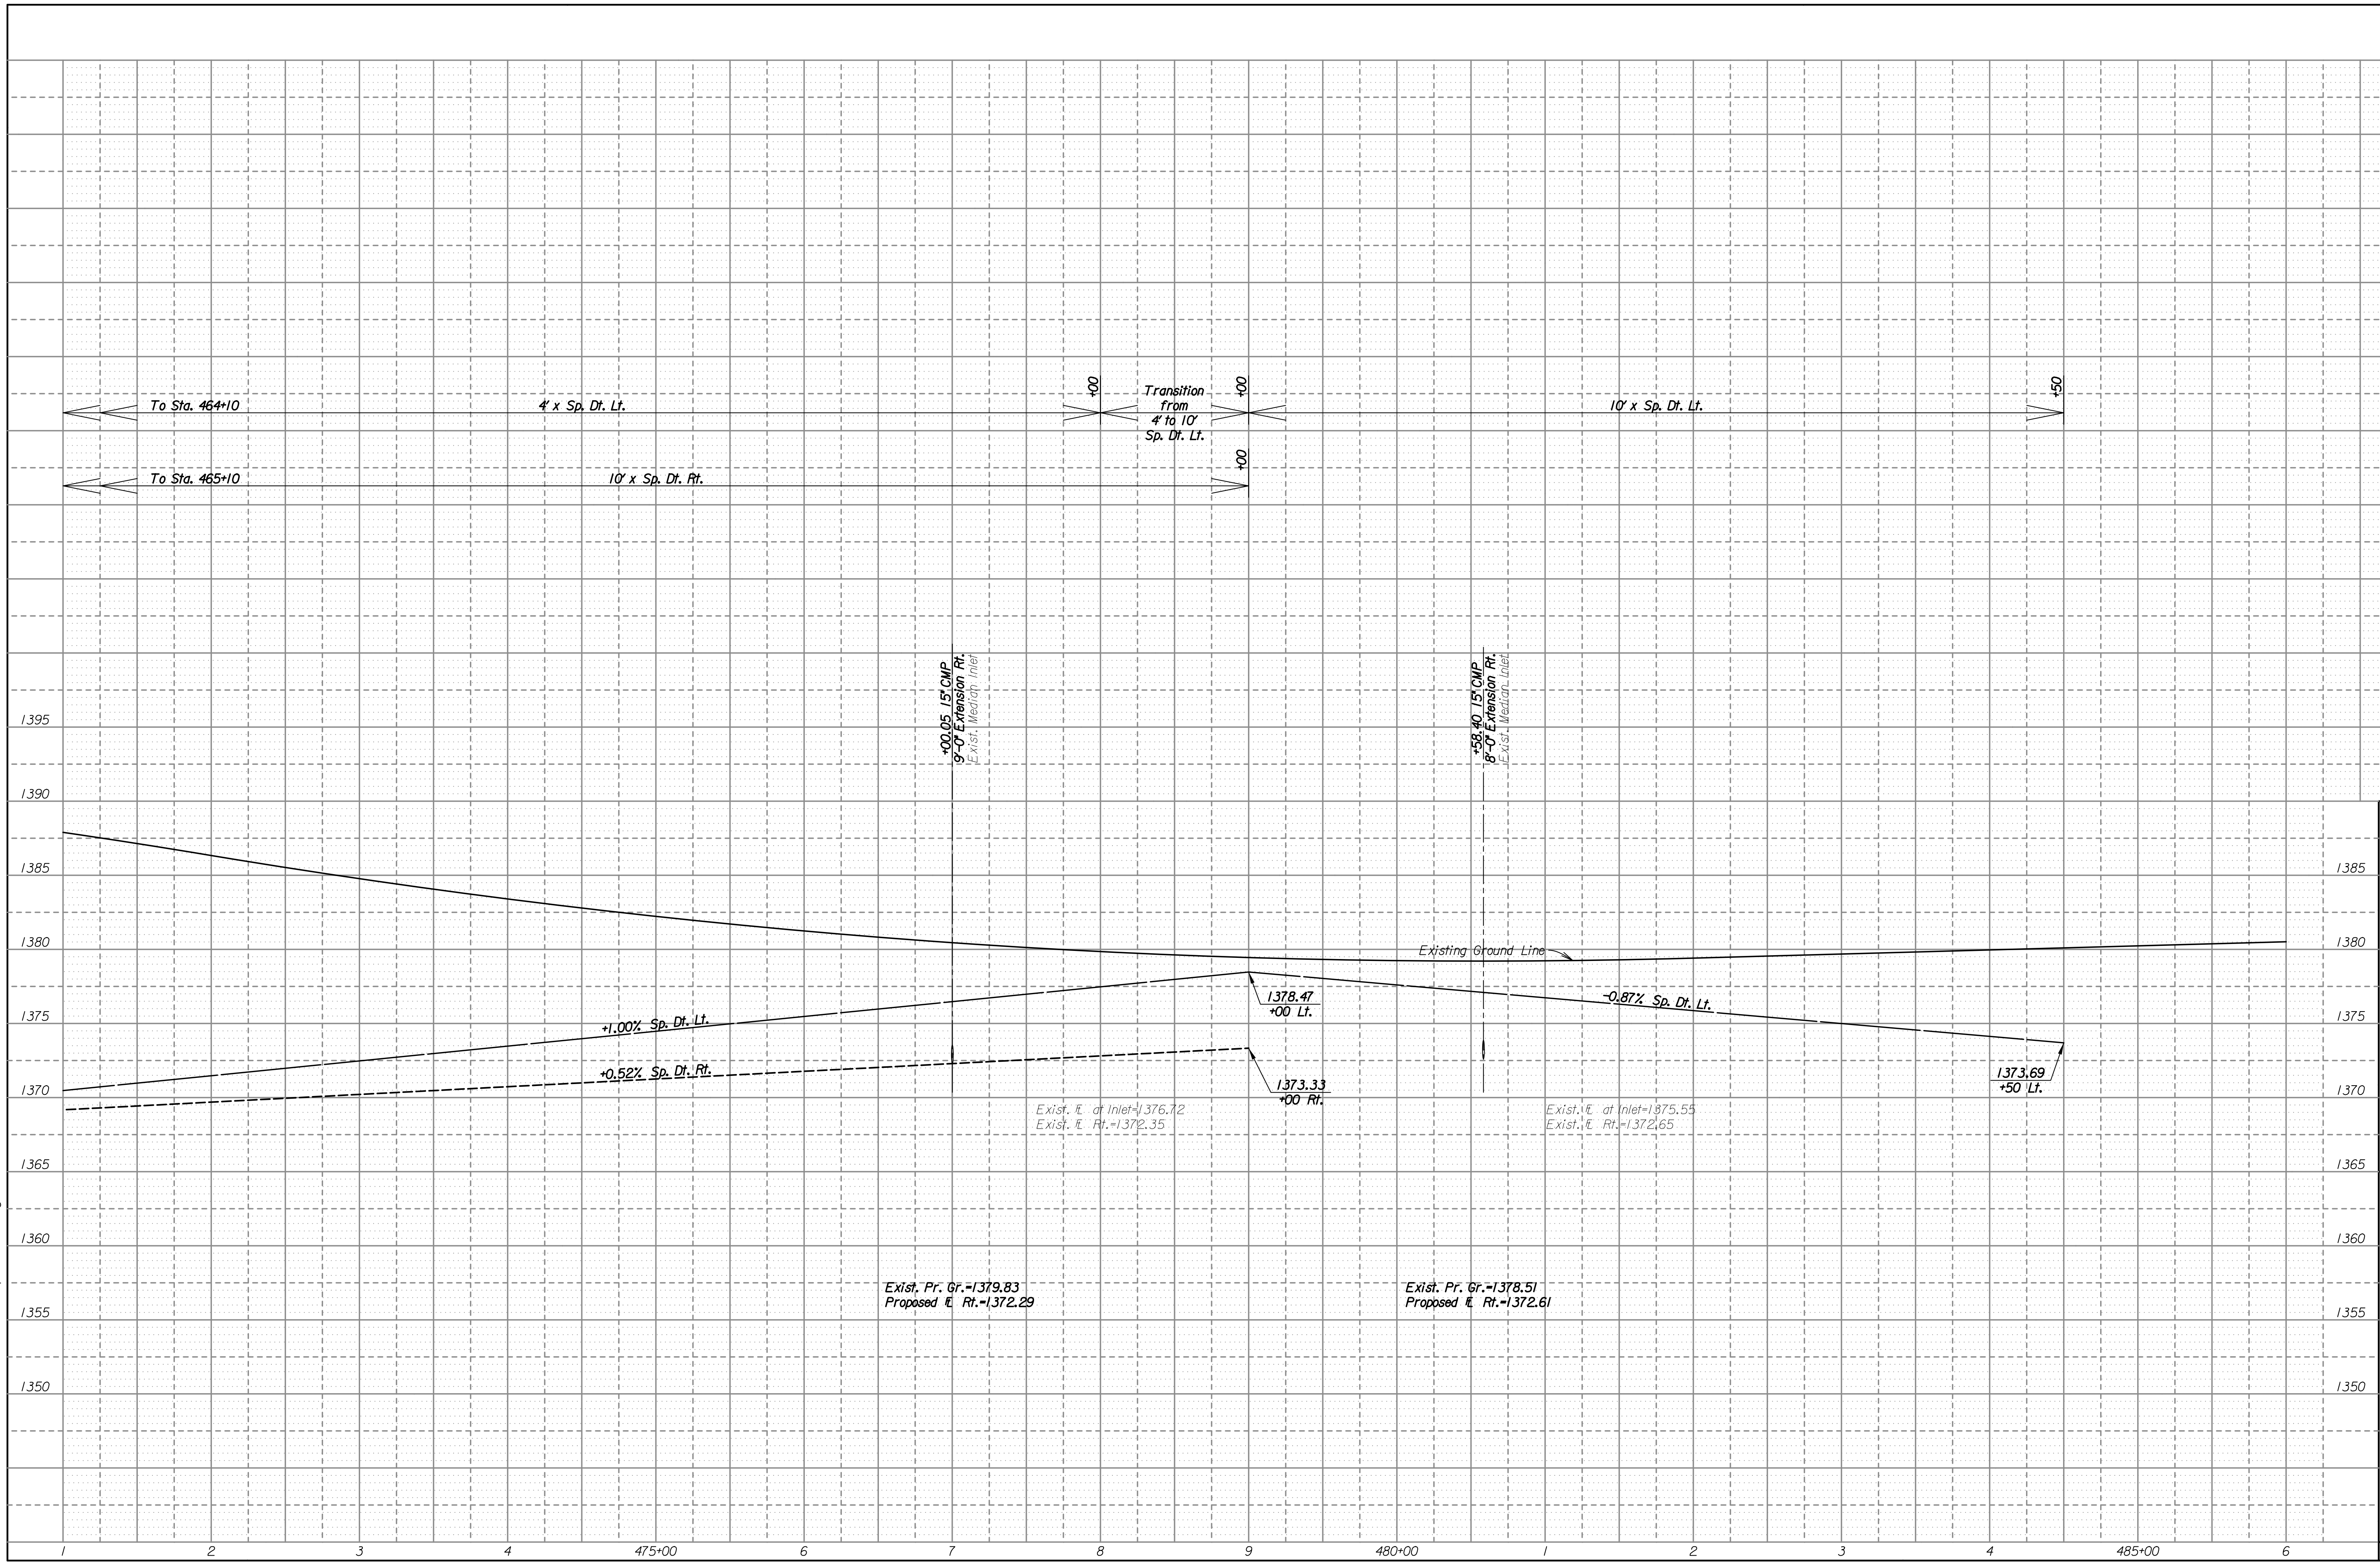 +00
Transition
from
4' to 10'
Sp. Dt. Lt.
+00
+50
To Sta. 464+10
4' x Sp. Dt. Lt.
10' x Sp. Dt. Lt.
+00
To Sta. 465+10
10' x Sp. Dt. Rt.
+00.05 15" CMP
9'-0" Extension Rt.
Exist. Median Inlet
+58.40 15" CMP
8'-0" Extension Rt.
Exist. Median Inlet
1395
1390
1385
1385
1380
Existing Ground Line
1380
1378.47
+00 Lt.
-0.87% Sp. Dt. Lt.
1375
+1.00% Sp. Dt. Lt.
1375
+0.52% Sp. Dt. Rt.
1373.33
+00 Rt.
1373.69
+50 Lt.
1370
1370
Exist. FL at Inlet=1376.72
Exist. FL Rt.=1372.35
Exist. FL at Inlet=1375.55
Exist. FL Rt.=1372.65
1365
1365
1360
1360
Exist. Pr. Gr.=1379.83
Proposed FL Rt.=1372.29
Exist. Pr. Gr.=1378.51
Proposed FL Rt.=1372.61
1355
1355
1350
1350
1 2 3 4 475+00 6 7 8 9 480+00 1 2 3 4 485+00 6